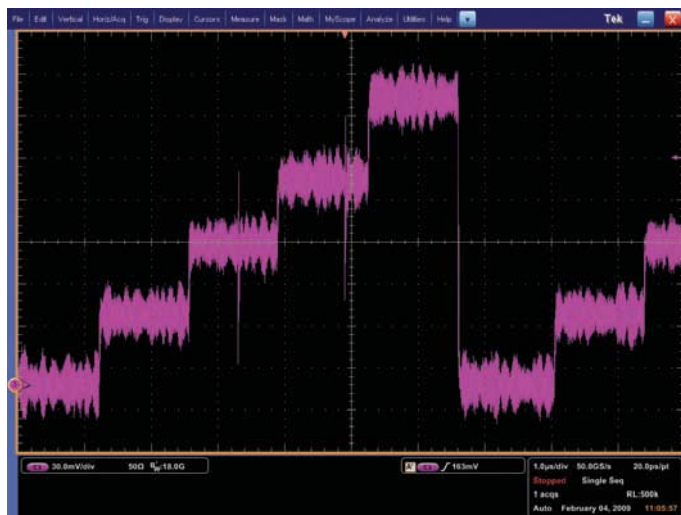 File Edit Vertical Horiz/Acq Trig Display Cursors Measure Mask Math MyScope Analyze Utilities Help Tek
C3 30.0mV/div 50Ω BW:18.0G
A' C3 163mV
1.0μs/div 50.0GS/s 20.0ps/pt
Stopped Single Seq
1 acqs RL:500k
Auto February 04, 2009 11:05:57